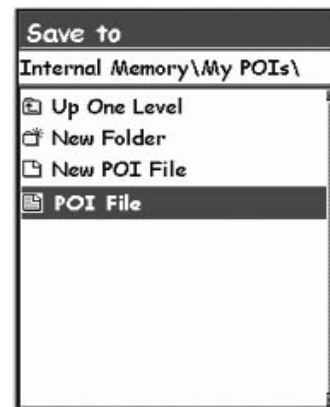 Save to
Internal Memory\My POIs\
Up One Level
New Folder
New POI File
POI File